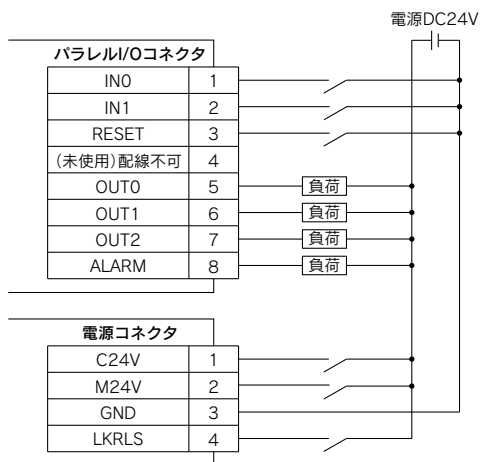 電源DC24V
パラレルI/Oコネクタ
IN0 1
IN1 2
RESET 3
(未使用)配線不可 4
OUT0 5 負荷
OUT1 6 負荷
OUT2 7 負荷
ALARM 8 負荷
電源コネクタ
C24V 1
M24V 2
GND 3
LKRLS 4